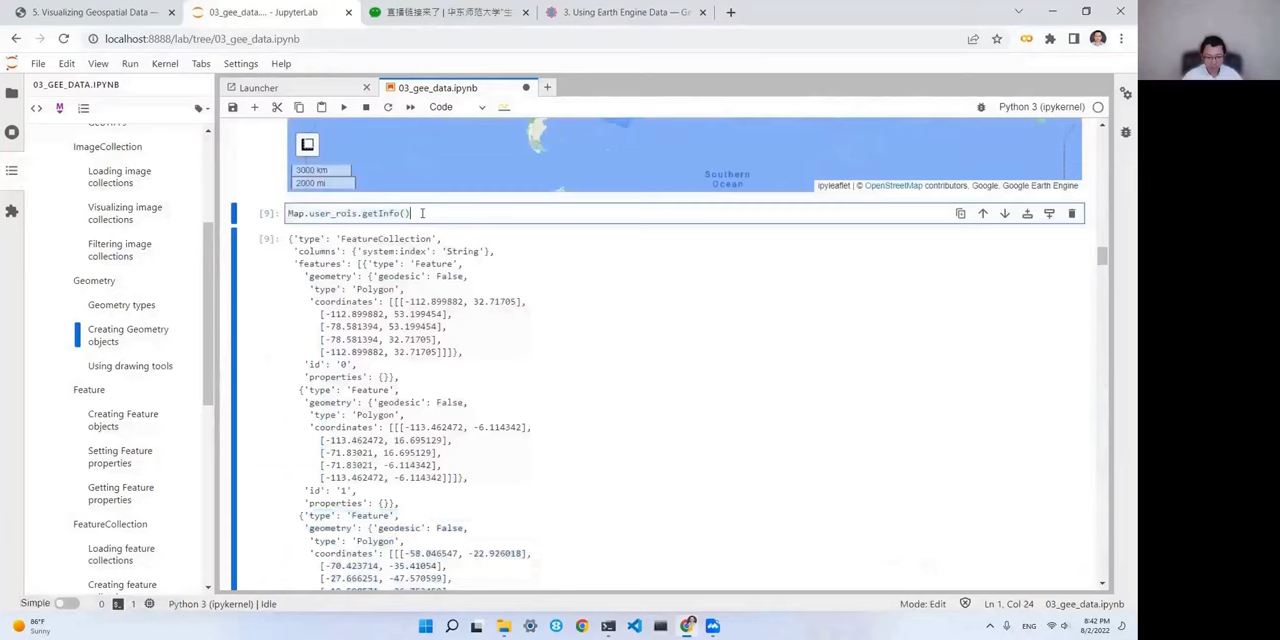 5. Visualizing Geospatial Data —
03_gee_data.... - JupyterLab
直播链接来了 | 华东师范大学"生
3. Using Earth Engine Data — Ge
localhost:8888/lab/tree/03_gee_data.ipynb
File Edit View Run Kernel Tabs Settings Help
03_GEE_DATA.IPYNB
Launcher
03_gee_data.ipynb
Code
Python 3 (ipykernel)
ImageCollection
Loading image
collections
Visualizing image
collections
Filtering image
collections
Geometry
Geometry types
Creating Geometry
objects
Using drawing tools
Feature
Creating Feature
objects
Setting Feature
properties
Getting Feature
properties
FeatureCollection
Loading feature
collections
Creating feature
3000 km
2000 mi
Southern
Ocean
ipyleaflet | © OpenStreetMap contributors, Google, Google Earth Engine
[9]: Map.user_rois.getInfo()
[9]: {'type': 'FeatureCollection',
'columns': {'system:index': 'String'},
'features': [{'type': 'Feature',
'geometry': {'geodesic': False,
'type': 'Polygon',
'coordinates': [[[-112.899882, 32.71705],
[-112.899882, 53.199454],
[-78.581394, 53.199454],
[-78.581394, 32.71705],
[-112.899882, 32.71705]]]},
'id': '0',
'properties': {}},
{'type': 'Feature',
'geometry': {'geodesic': False,
'type': 'Polygon',
'coordinates': [[[-113.462472, -6.114342],
[-113.462472, 16.695129],
[-71.83021, 16.695129],
[-71.83021, -6.114342],
[-113.462472, -6.114342]]]},
'id': '1',
'properties': {}},
{'type': 'Feature',
'geometry': {'geodesic': False,
'type': 'Polygon',
'coordinates': [[[-58.046547, -22.926018],
[-70.423714, -35.41054],
[-27.666251, -47.570599],
Simple 0 1 Python 3 (ipykernel) | Idle
Mode: Edit Ln 1, Col 24 03_gee_data.ipynb
86°F
Sunny
ENG
8:42 PM
8/2/2022